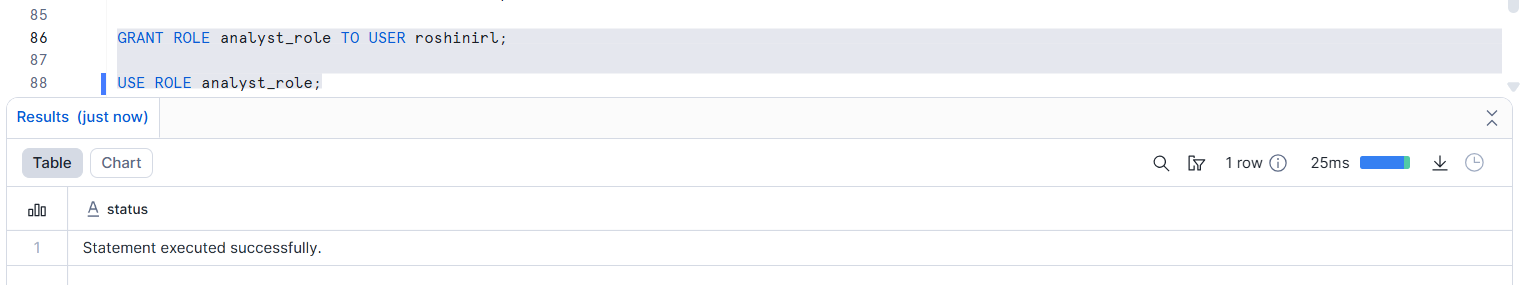 85
86 GRANT ROLE analyst_role TO USER roshinirl;
87
88 USE ROLE analyst_role;
Results (just now)
Table Chart 1 row 25ms
A status
1 Statement executed successfully.